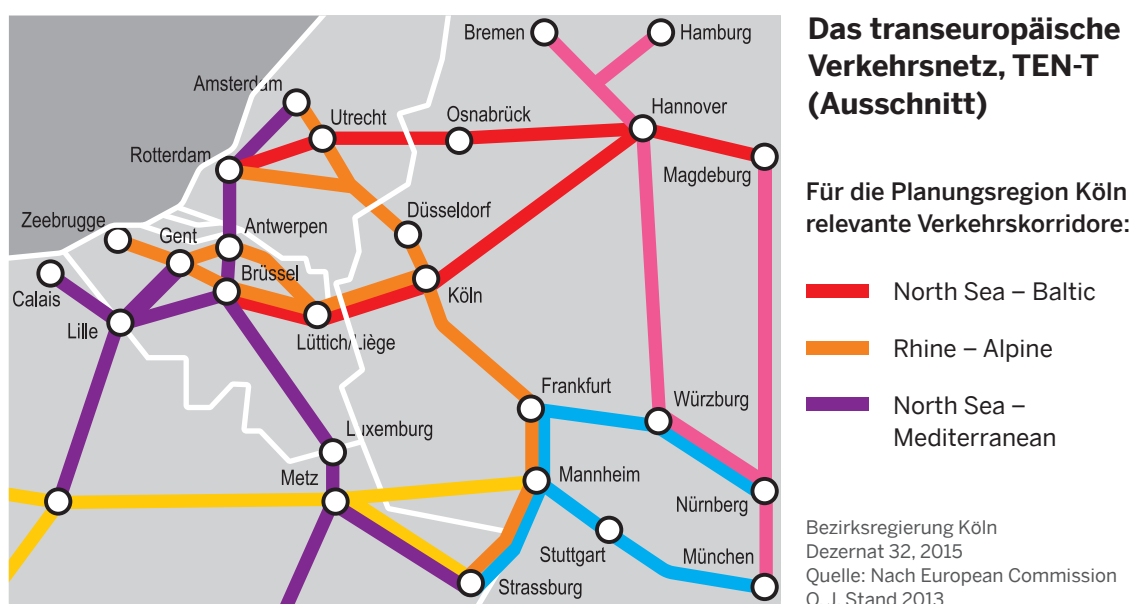 Bremen
Hamburg
Amsterdam
Utrecht
Osnabrück
Hannover
Rotterdam
Magdeburg
Zeebrugge
Gent
Antwerpen
Düsseldorf
Calais
Brüssel
Köln
Lille
Lüttich/Liège
Frankfurt
Würzburg
Luxemburg
Metz
Mannheim
Nürnberg
Stuttgart
München
Strassburg
Das transeuropäische
Verkehrsnetz, TEN-T
(Ausschnitt)
Für die Planungsregion Köln
relevante Verkehrskorridore:
North Sea – Baltic
Rhine – Alpine
North Sea –
Mediterranean
Bezirksregierung Köln
Dezernat 32, 2015
Quelle: Nach European Commission
O. J. Stand 2013